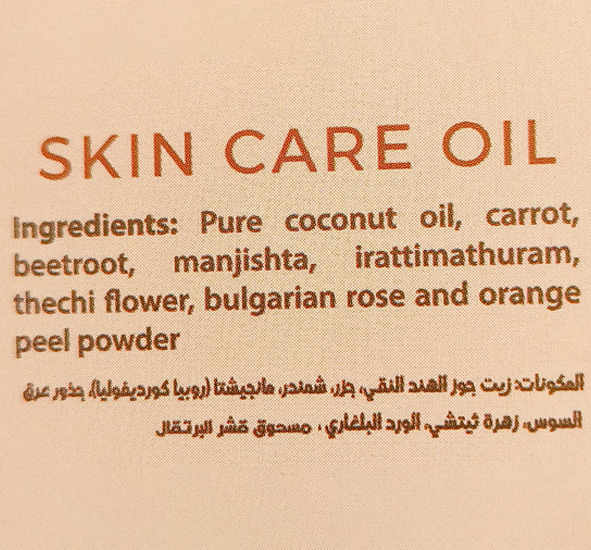 SKIN CARE OIL
Ingredients: Pure coconut oil, carrot,
beetroot, manjishta, irattimathuram,
thechi flower, bulgarian rose and orange
peel powder
المكونات: زيت جوز الهند النقي، جزر، شمندر، مانجيشتا (روبيا كورديفوليا)، جذور عرق
السوس، زهرة ثيتشي، الورد البلغاري ، مسحوق قشر البرتقال